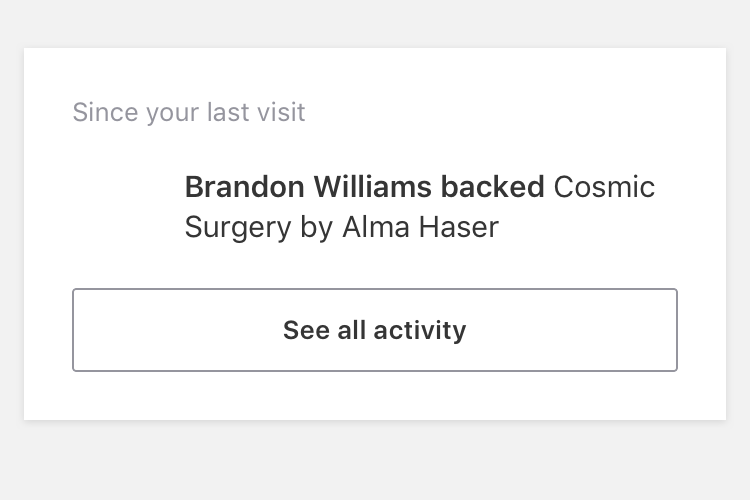 Since your last visit
Brandon Williams backed Cosmic
Surgery by Alma Haser
See all activity